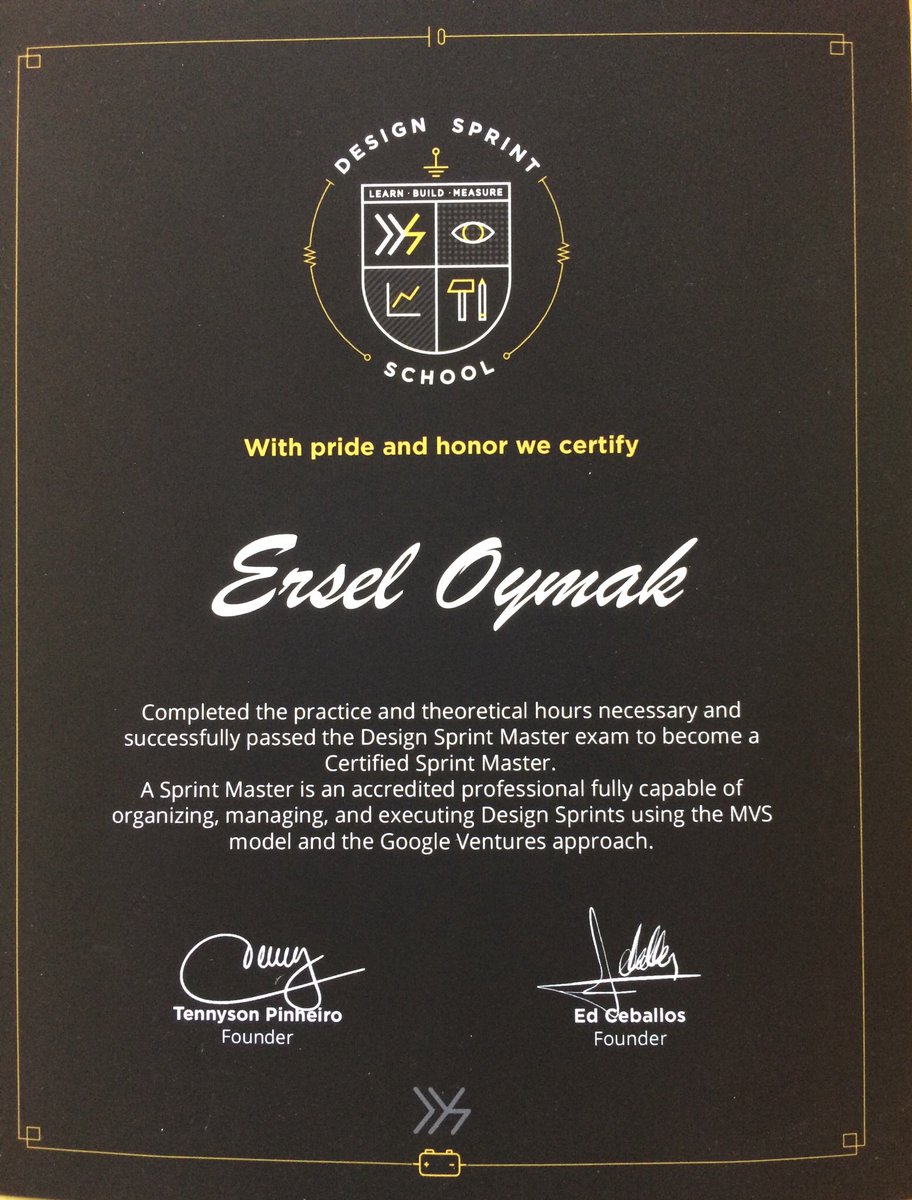 DESIGN SPRINT
LEARN · BUILD · MEASURE
SCHOOL
With pride and honor we certify
Ersel Oymak
Completed the practice and theoretical hours necessary and
successfully passed the Design Sprint Master exam to become a
Certified Sprint Master.
A Sprint Master is an accredited professional fully capable of
organizing, managing, and executing Design Sprints using the MVS
model and the Google Ventures approach.
Tennyson Pinheiro
Founder
Ed Ceballos
Founder